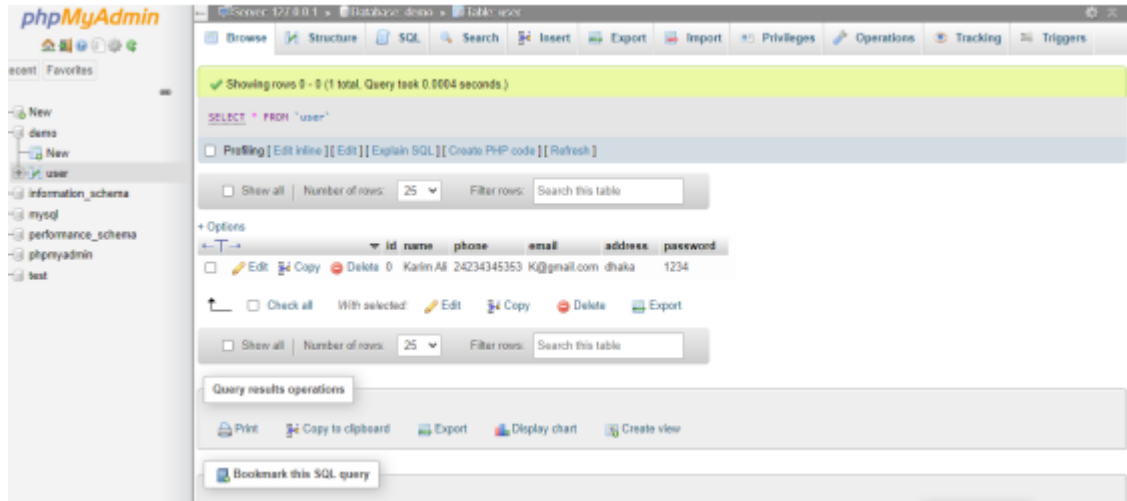 phpMyAdmin
Server: 127.0.0.1 » Database: demo » Table: user
Browse Structure SQL Search Insert Export Import Privileges Operations Tracking Triggers
ecent Favorites
New
demo
New
user
information_schema
mysql
performance_schema
phpmyadmin
test
Showing rows 0 - 0 (1 total, Query took 0.0004 seconds.)
SELECT * FROM `user`
Profiling [ Edit inline ] [ Edit ] [ Explain SQL ] [ Create PHP code ] [ Refresh ]
Show all | Number of rows: 25 Filter rows: Search this table
+ Options
←T→ id name phone email address password
Edit Copy Delete 0 Karim Ali 24234345353 K@gmail.com dhaka 1234
Check all With selected: Edit Copy Delete Export
Show all | Number of rows: 25 Filter rows: Search this table
Query results operations
Print Copy to clipboard Export Display chart Create view
Bookmark this SQL query